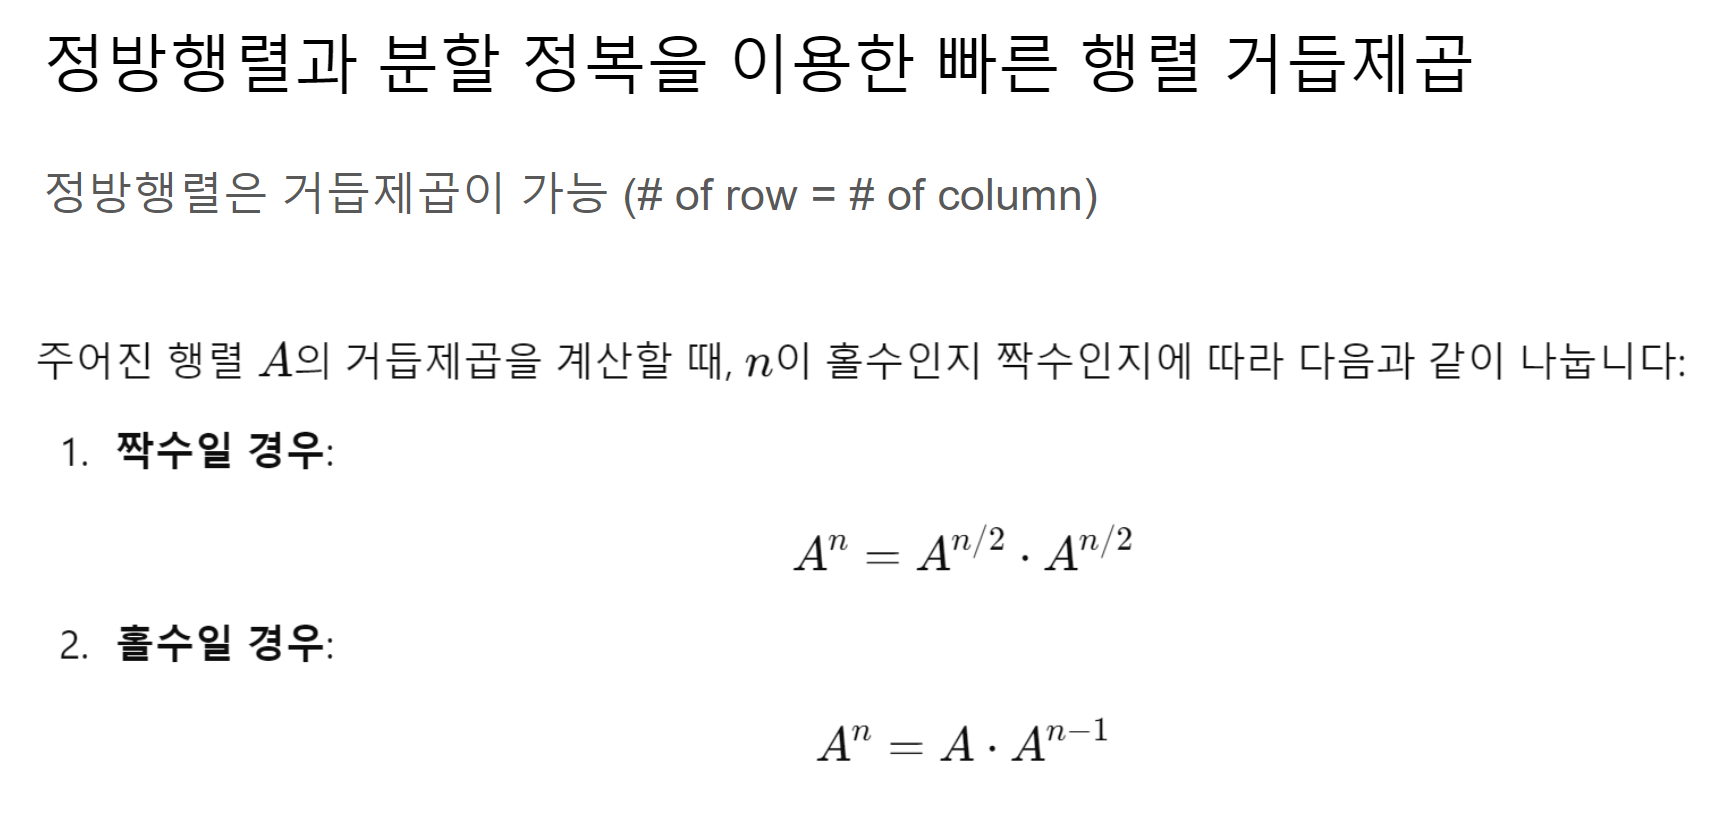 정방행렬과 분할 정복을 이용한 빠른 행렬 거듭제곱
정방행렬은 거듭제곱이 가능 (# of row = # of column)
주어진 행렬 A의 거듭제곱을 계산할 때, n이 홀수인지 짝수인지에 따라 다음과 같이 나눕니다:
1. 짝수일 경우:
Aⁿ = A^{n/2} · A^{n/2}
2. 홀수일 경우:
Aⁿ = A · A^{n−1}